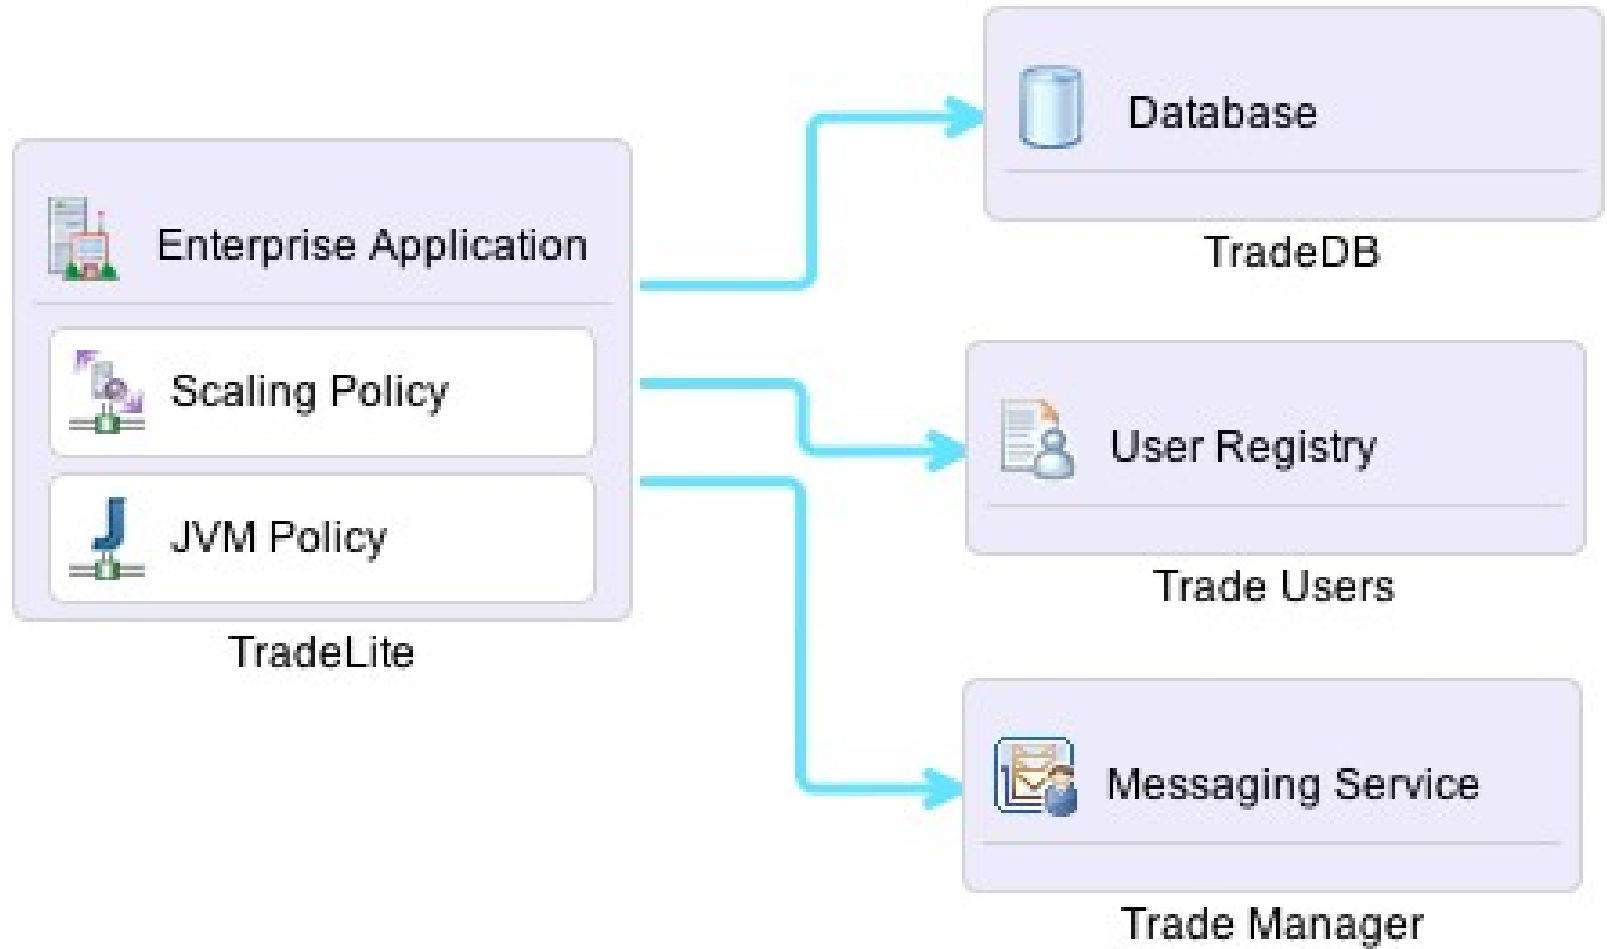 Enterprise Application
Scaling Policy
JVM Policy
TradeLite
Database
TradeDB
User Registry
Trade Users
Messaging Service
Trade Manager